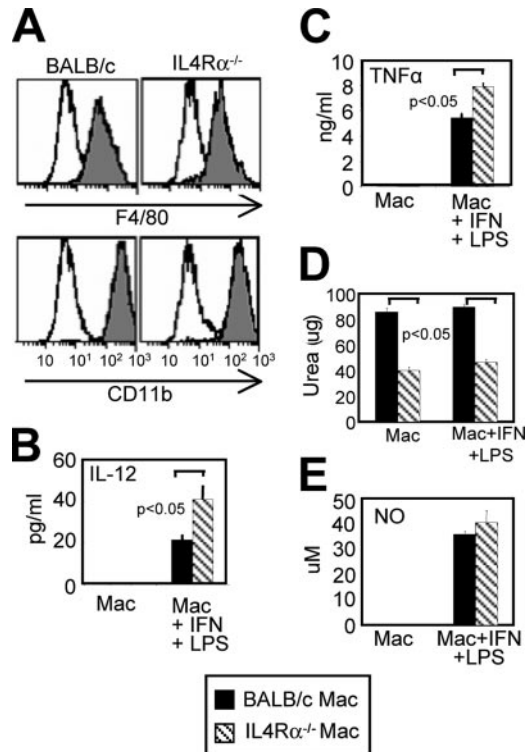 A
BALB/c IL4Rα-/-
F4/80
10 10¹ 10² 10³ 10 10¹ 10² 10³
CD11b
B
60
40
20
0
pg/ml
IL-12
p<0.05
Mac Mac
+ IFN
+ LPS
C
10
8
6
4
2
0
ng/ml
TNFα
p<0.05
Mac Mac
+ IFN
+ LPS
D
100
80
60
40
20
0
Urea (ug)
p<0.05
Mac Mac+IFN
+LPS
E
50
40
30
20
10
0
uM
NO
Mac Mac+IFN
+LPS
BALB/c Mac
IL4Rα-/- Mac